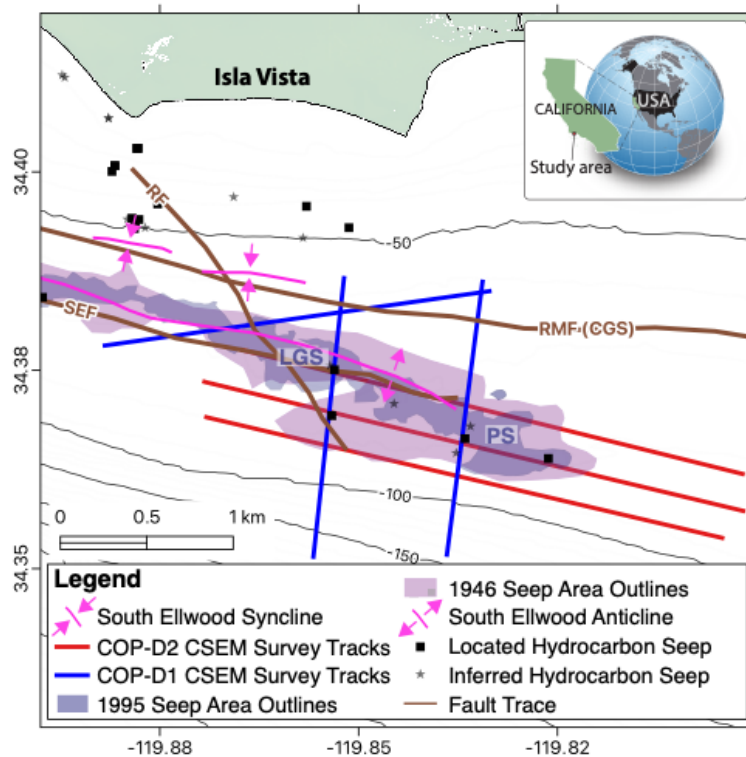 Isla Vista
CALIFORNIA
USA
Study area
34.40
34.38
34.35
RF
-50
SEF
RMF (CGS)
LGS
PS
-100
-150
0 0.5 1 km
Legend
South Ellwood Syncline
COP-D2 CSEM Survey Tracks
COP-D1 CSEM Survey Tracks
1995 Seep Area Outlines
1946 Seep Area Outlines
South Ellwood Anticline
Located Hydrocarbon Seep
Inferred Hydrocarbon Seep
Fault Trace
-119.88 -119.85 -119.82